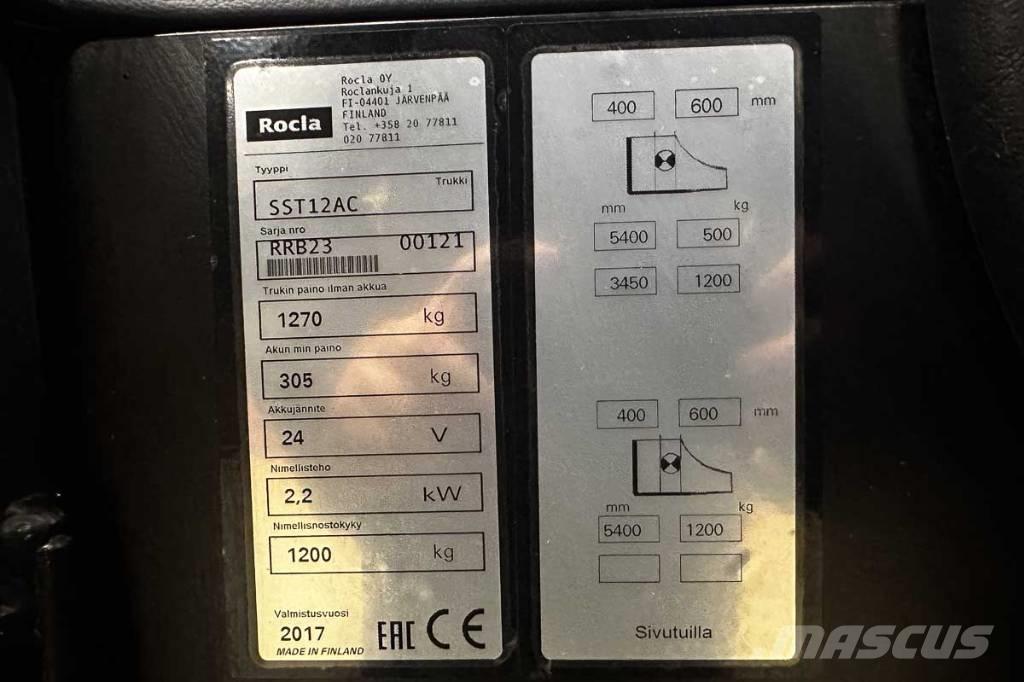 Rocla
Rocla OY
Roclankuja 1
FI-04401 JÄRVENPÄÄ
FINLAND
Tel. +358 20 77811
020 77811
Tyyppi
Trukki
SST12AC
Sarja nro
RRB23 00121
Trukin paino ilman akkua
1270 kg
Akun min paino
305 kg
Akkujännite
24 V
Nimellisteho
2,2 kW
Nimellisnostokyky
1200 kg
Valmistusvuosi
2017
MADE IN FINLAND
EAC CE
400 600 mm
mm kg
5400 500
3450 1200
400 600 mm
mm kg
5400 1200
Sivutuilla
MASCUS